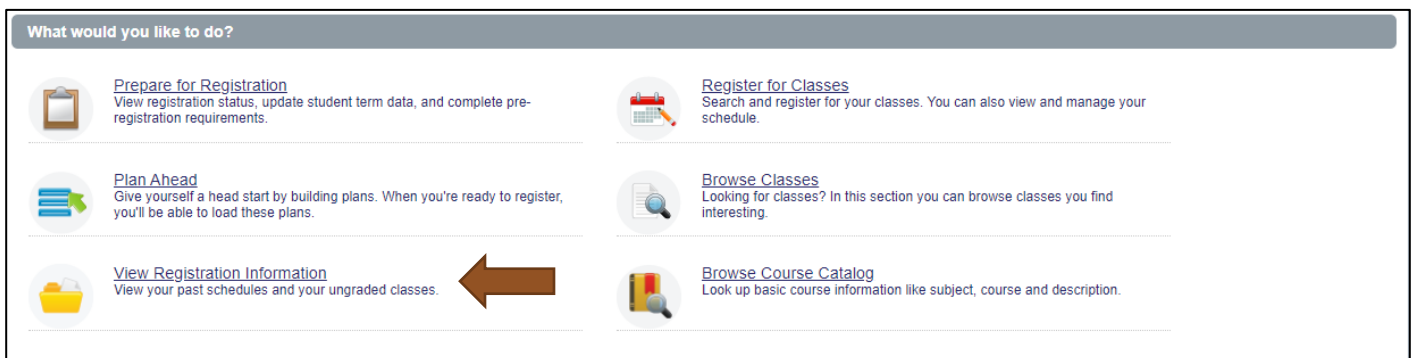 What would you like to do?
Prepare for Registration
View registration status, update student term data, and complete pre-
registration requirements.
Register for Classes
Search and register for your classes. You can also view and manage your
schedule.
Plan Ahead
Give yourself a head start by building plans. When you're ready to register,
you'll be able to load these plans.
Browse Classes
Looking for classes? In this section you can browse classes you find
interesting.
View Registration Information
View your past schedules and your ungraded classes.
Browse Course Catalog
Look up basic course information like subject, course and description.